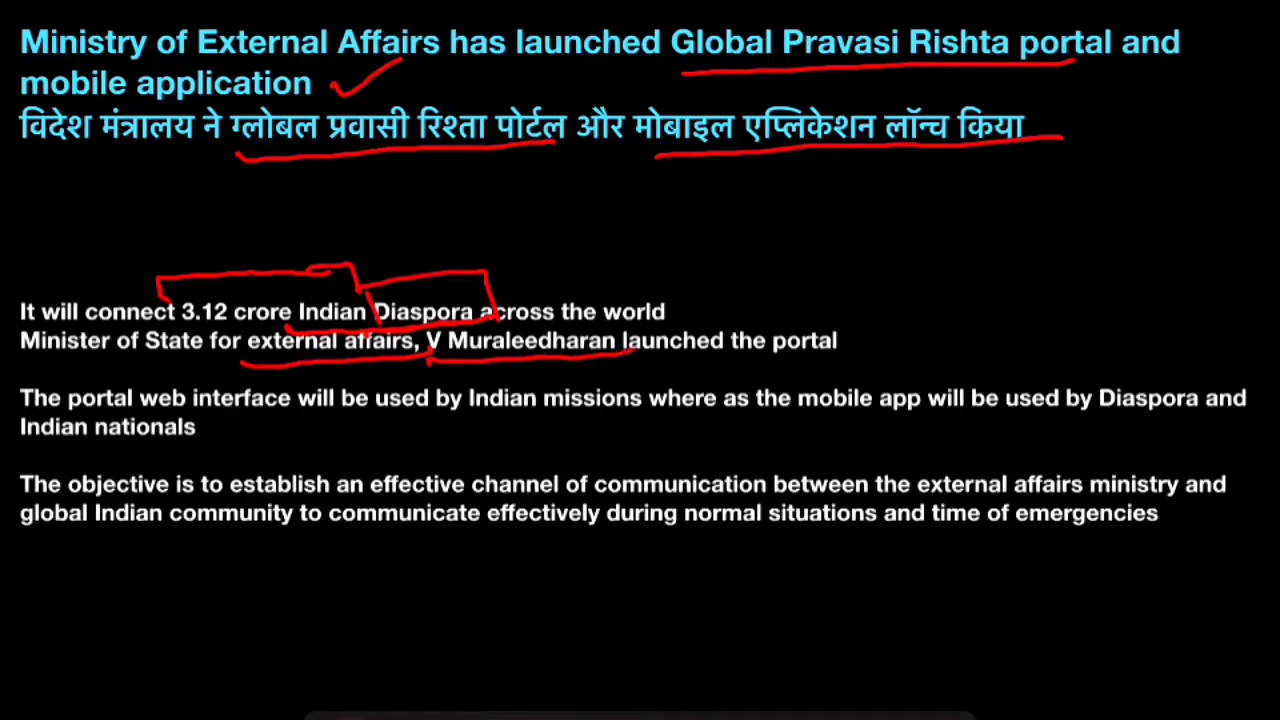 Ministry of External Affairs has launched Global Pravasi Rishta portal and
mobile application
विदेश मंत्रालय ने ग्लोबल प्रवासी रिश्ता पोर्टल और मोबाइल एप्लिकेशन लॉन्च किया
It will connect 3.12 crore Indian Diaspora across the world
Minister of State for external affairs, V Muraleedharan launched the portal
The portal web interface will be used by Indian missions where as the mobile app will be used by Diaspora and
Indian nationals
The objective is to establish an effective channel of communication between the external affairs ministry and
global Indian community to communicate effectively during normal situations and time of emergencies